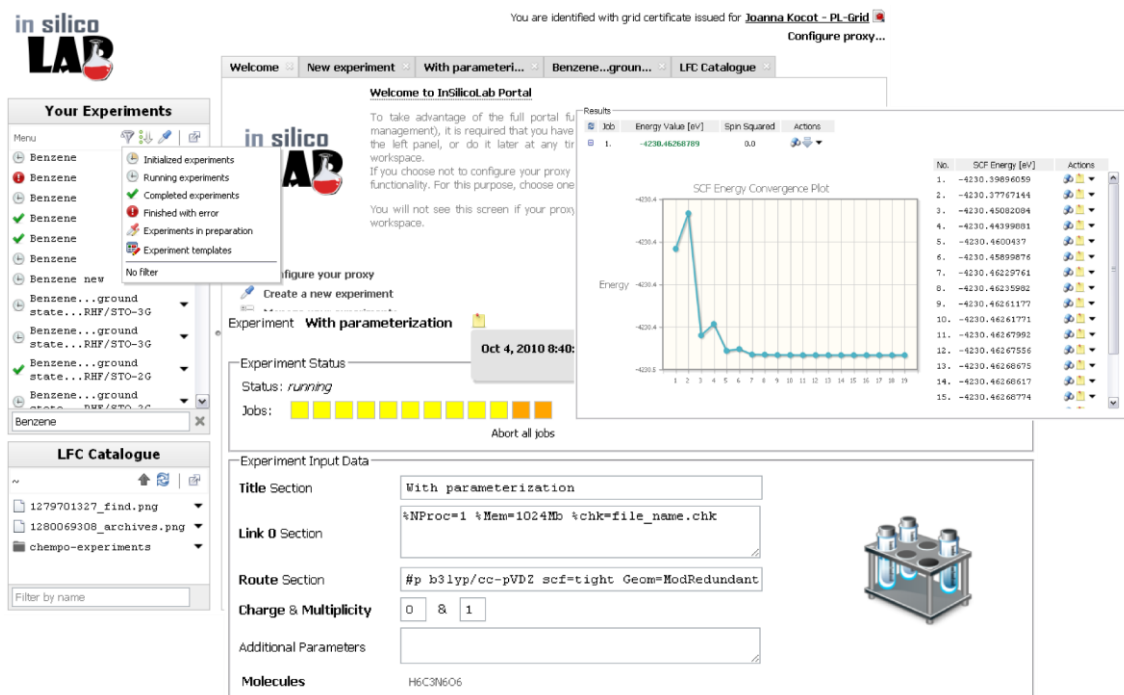 in silico
LAB
You are identified with grid certificate issued for Joanna Kocot - PL-Grid
Configure proxy...
Welcome
New experiment
With parameteri...
Benzene...groun...
LFC Catalogue
Your Experiments
Menu
Benzene
Benzene
Benzene
Benzene
Benzene
Benzene
Benzene new
Benzene...ground
state...RHF/STO-3G
Benzene...ground
state...RHF/STO-3G
Benzene...ground
state...RHF/STO-2G
Benzene...ground
Benzene
Initialized experiments
Running experiments
Completed experiments
Finished with error
Experiments in preparation
Experiment templates
No filter
LFC Catalogue
~
1279701327_find.png
1280069308_archives.png
chempo-experiments
Filter by name
Welcome to InSilicoLab Portal
in silico
LAB
To take advantage of the full portal fu
management), it is required that you have
the left panel, or do it later at any tir
workspace.
If you choose not to configure your proxy
functionality. For this purpose, choose one
You will not see this screen if your proxy
workspace.
nfigure your proxy
Create a new experiment
Experiment With parameterization
Oct 4, 2010 8:40:
Experiment Status
Status: running
Jobs:
Abort all jobs
Experiment Input Data
Title Section
With parameterization
Link 0 Section
%NProc=1 %Mem=1024Mb %chk=file_name.chk
Route Section
#p b3lyp/cc-pVDZ scf=tight Geom=ModRedundant
Charge & Multiplicity
0 & 1
Additional Parameters
Molecules
H6C3N6O6
Results
Job Energy Value [eV] Spin Squared Actions
1. -4230.46268789 0.0
SCF Energy Convergence Plot
Energy
-4230.4
-4230.4
-4230.4
-4230.4
-4230.5
1 2 3 4 5 6 7 8 9 10 11 12 13 14 15 16 17 18 19
No. SCF Energy [eV] Actions
1. -4230.39896059
2. -4230.37767144
3. -4230.45082084
4. -4230.44399881
5. -4230.4600437
6. -4230.45899876
7. -4230.46229761
8. -4230.46235982
9. -4230.46261177
10. -4230.46261771
11. -4230.46267992
12. -4230.46267556
13. -4230.46268675
14. -4230.46268617
15. -4230.46268774